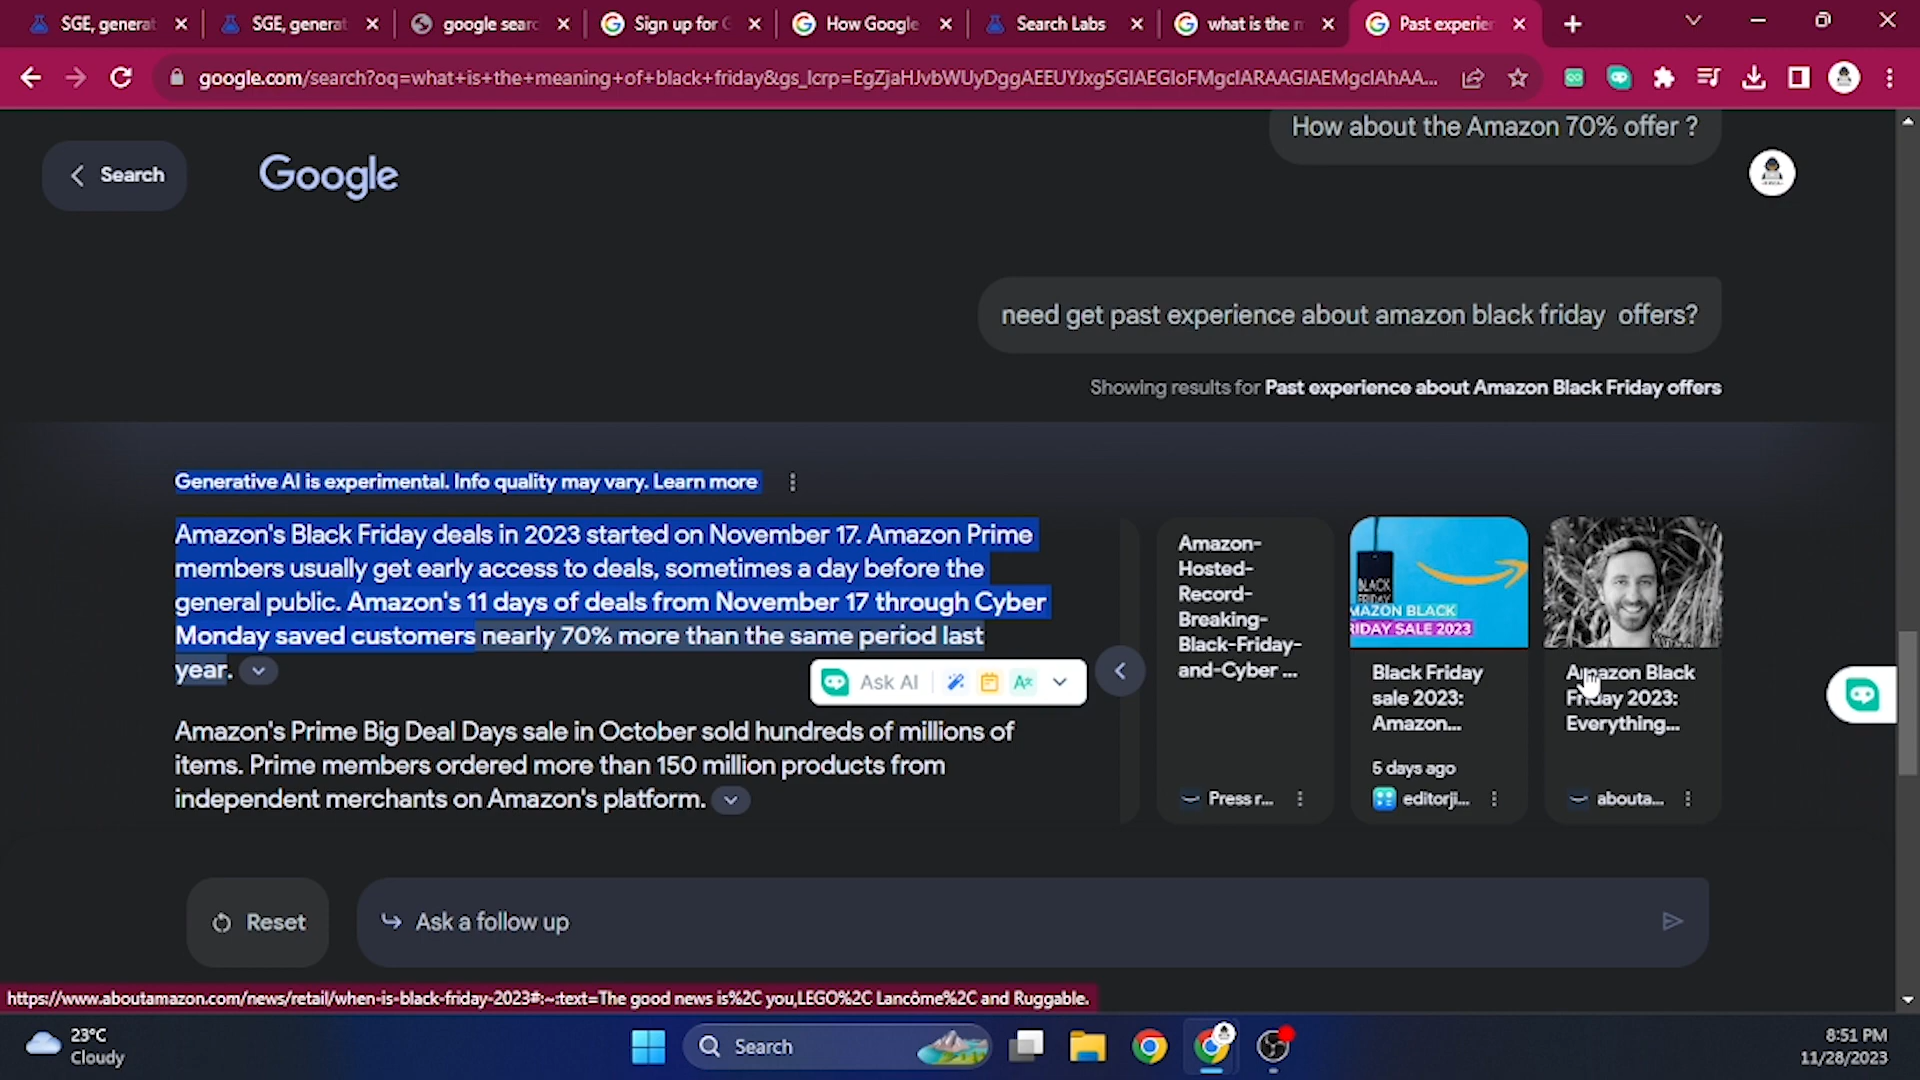 SGE, generat
SGE, generat
google sear
Sign up for G
How Google
Search Labs
what is the m
Past experien
google.com/search?oq=what+is+the+meaning+of+black+friday&gs_lcrp=EgZjaHJvbWUyDggAEEUYJxg5GIAEGIoFMgcIARAAGIAEMgcIAhAA...
How about the Amazon 70% offer ?
Search
Google
need get past experience about amazon black friday offers?
Showing results for Past experience about Amazon Black Friday offers
Generative AI is experimental. Info quality may vary. Learn more
Amazon's Black Friday deals in 2023 started on November 17. Amazon Prime
members usually get early access to deals, sometimes a day before the
general public. Amazon's 11 days of deals from November 17 through Cyber
Monday saved customers nearly 70% more than the same period last
year.
Ask AI
Amazon's Prime Big Deal Days sale in October sold hundreds of millions of
items. Prime members ordered more than 150 million products from
independent merchants on Amazon's platform.
Amazon-
Hosted-
Record-
Breaking-
Black-Friday-
and-Cyber ...
Press r...
BLACK
FRIDAY
MAZON BLACK
RIDAY SALE 2023
Black Friday
sale 2023:
Amazon...
5 days ago
editorji...
Amazon Black
Friday 2023:
Everything...
abouta...
Reset
Ask a follow up
https://www.aboutamazon.com/news/retail/when-is-black-friday-2023#:~:text=The good news is%2C you,LEGO%2C Lancôme%2C and Ruggable.
23°C
Cloudy
Search
8:51 PM
11/28/2023